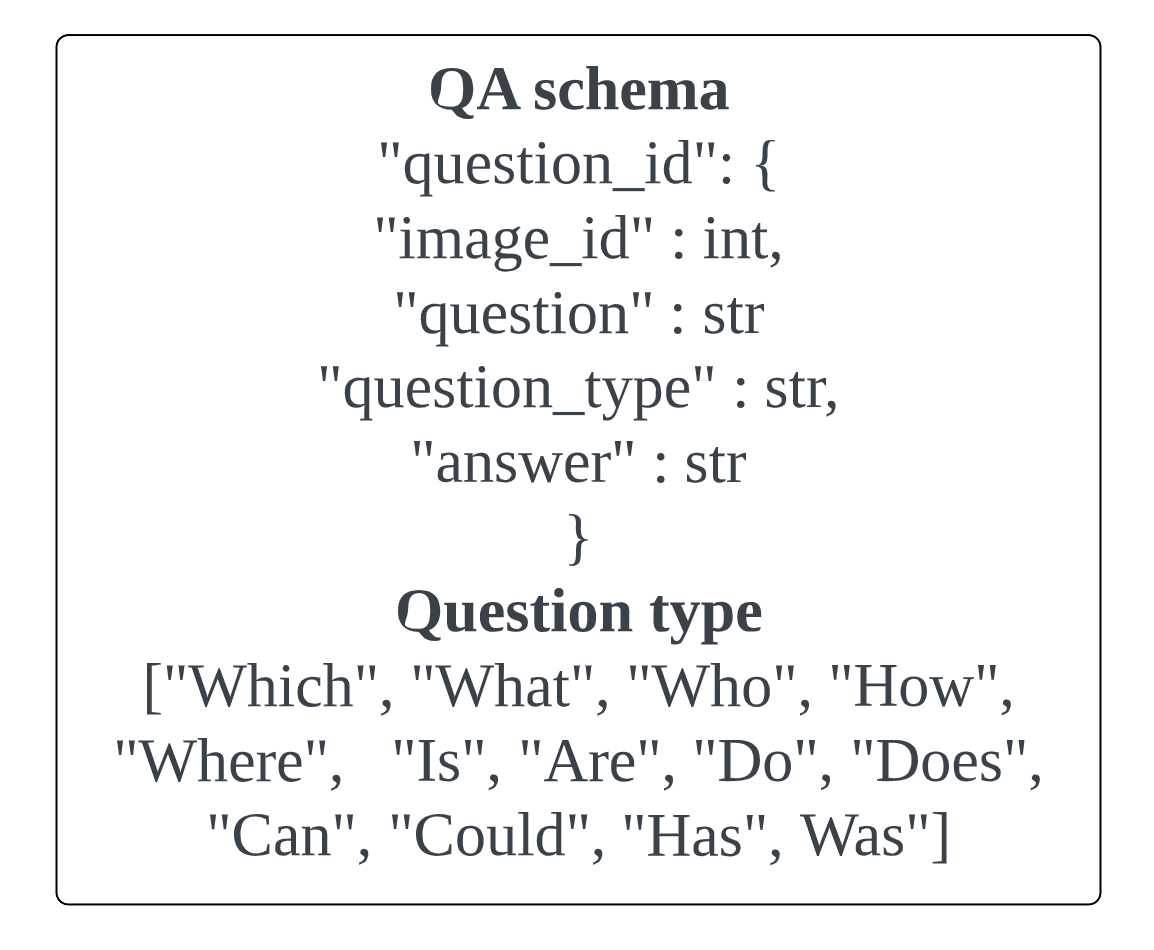 QA schema
"question_id": {
"image_id" : int,
"question" : str
"question_type" : str,
"answer" : str
}
Question type
["Which", "What", "Who", "How",
"Where", "Is", "Are", "Do", "Does",
"Can", "Could", "Has", Was"]